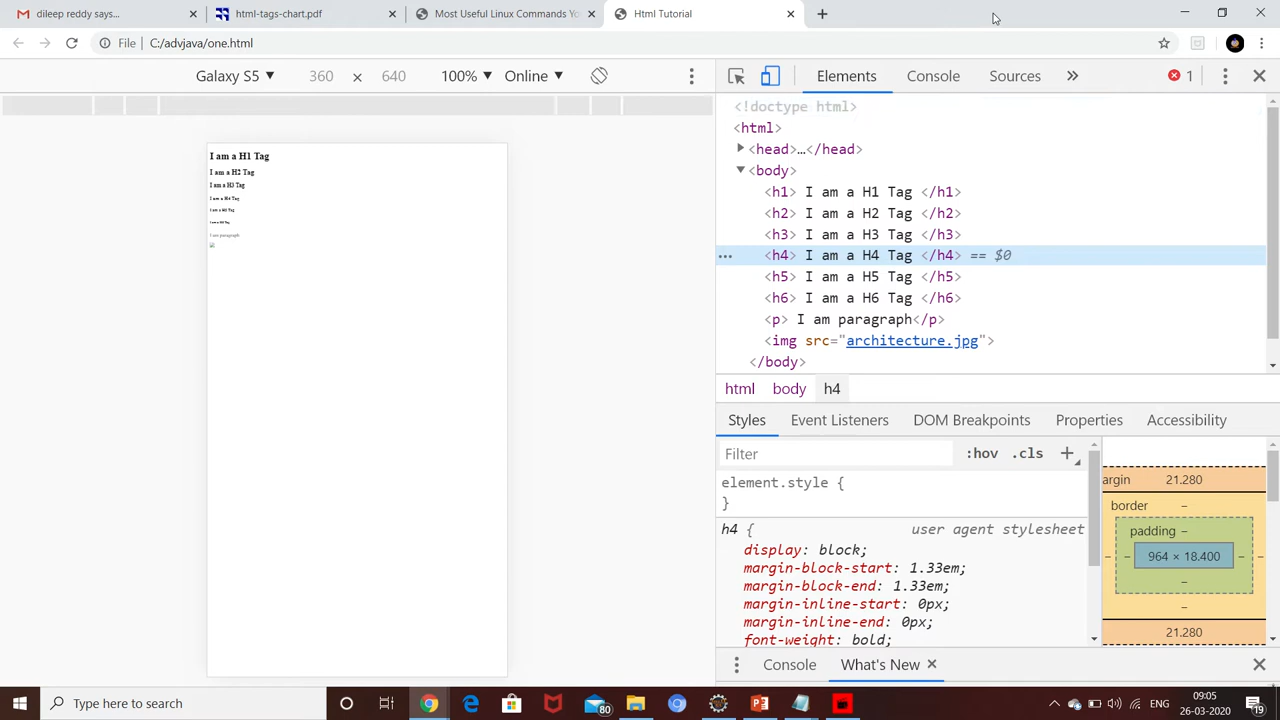 dileep reddy says...
html-tags-chart.pdf
Most Useful Linux Commands Yo
Html Tutorial
File C:/advjava/one.html
Galaxy S5 360 × 640 100% Online
Elements Console Sources 1
<!doctype html>
<html>
<head>…</head>
<body>
<h1> I am a H1 Tag </h1>
<h2> I am a H2 Tag </h2>
<h3> I am a H3 Tag </h3>
<h4> I am a H4 Tag </h4> == $0
<h5> I am a H5 Tag </h5>
<h6> I am a H6 Tag </h6>
<p> I am paragraph</p>
<img src="architecture.jpg">
</body>
html body h4
Styles Event Listeners DOM Breakpoints Properties Accessibility
Filter :hov .cls +
element.style {
}
h4 { user agent stylesheet
display: block;
margin-block-start: 1.33em;
margin-block-end: 1.33em;
margin-inline-start: 0px;
margin-inline-end: 0px;
font-weight: bold;
argin 21.280
border –
padding –
– – 964 × 18.400 – –
–
–
21.280
Console What's New
I am a H1 Tag
I am a H2 Tag
I am a H3 Tag
I am a H4 Tag
I am a H5 Tag
I am a H6 Tag
I am paragraph
Type here to search
80
ENG
09:05
26-03-2020
19